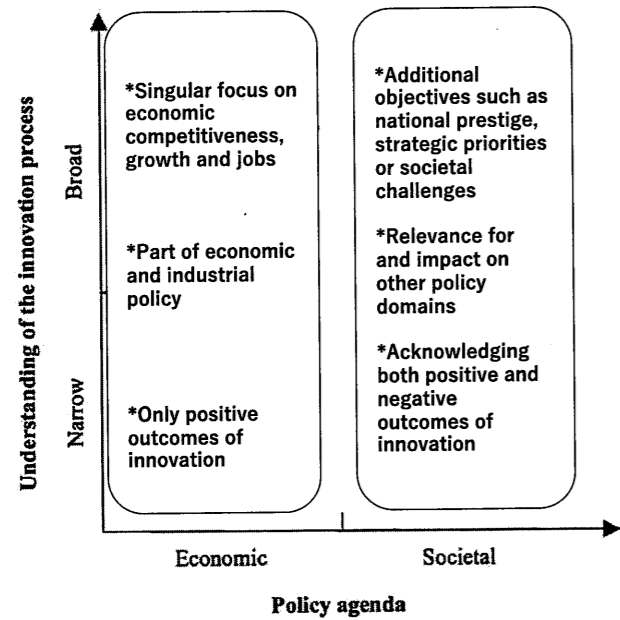 Understanding of the innovation process
Broad
Narrow
*Singular focus on
economic
competitiveness,
growth and jobs
*Part of economic
and industrial
policy
*Only positive
outcomes of
innovation
*Additional
objectives such as
national prestige,
strategic priorities
or societal
challenges
*Relevance for
and impact on
other policy
domains
*Acknowledging
both positive and
negative
outcomes of
innovation
Economic
Societal
Policy agenda